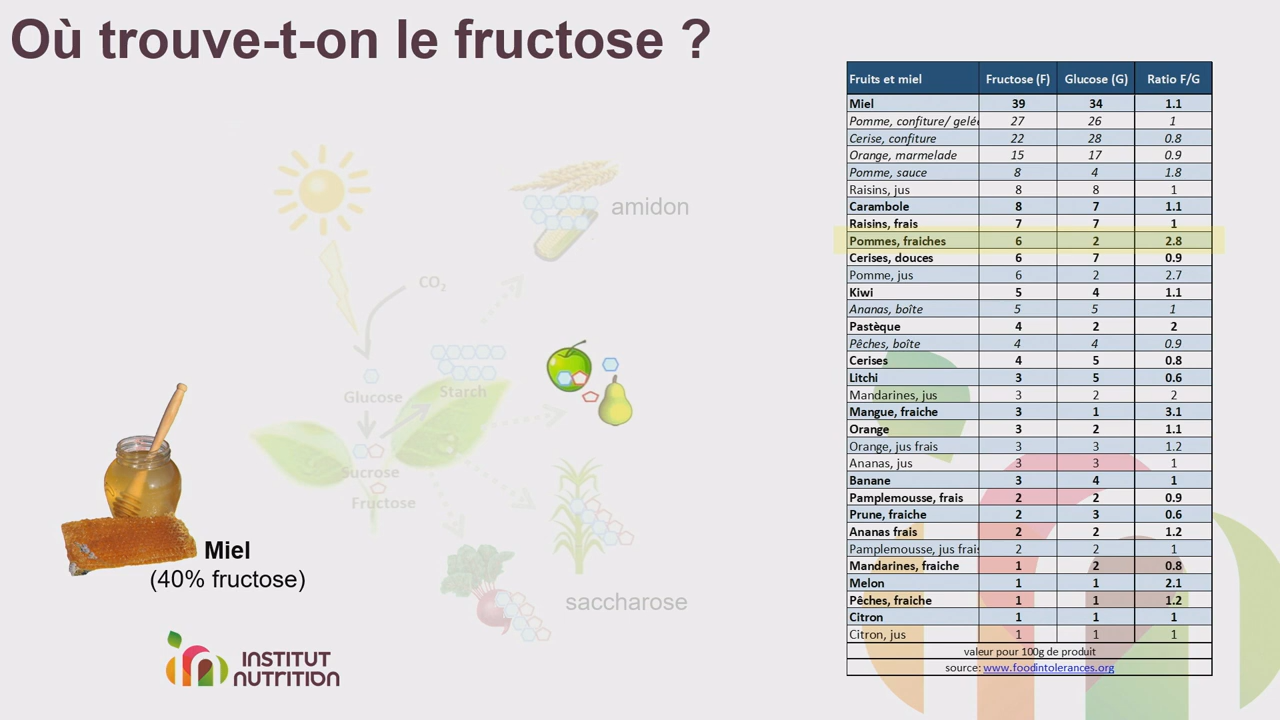 Où trouve-t-on le fructose ?
amidon
CO₂
Glucose
Starch
Sucrose
Fructose
saccharose
Miel
(40% fructose)
INSTITUT
NUTRITION
Fruits et miel Fructose (F) Glucose (G) Ratio F/G
Miel 39 34 1.1
Pomme, confiture/ gelée 27 26 1
Cerise, confiture 22 28 0.8
Orange, marmelade 15 17 0.9
Pomme, sauce 8 4 1.8
Raisins, jus 8 8 1
Carambole 8 7 1.1
Raisins, frais 7 7 1
Pommes, fraiches 6 2 2.8
Cerises, douces 6 7 0.9
Pomme, jus 6 2 2.7
Kiwi 5 4 1.1
Ananas, boîte 5 5 1
Pastèque 4 2 2
Pêches, boîte 4 4 0.9
Cerises 4 5 0.8
Litchi 3 5 0.6
Mandarines, jus 3 2 2
Mangue, fraiche 3 1 3.1
Orange 3 2 1.1
Orange, jus frais 3 3 1.2
Ananas, jus 3 3 1
Banane 3 4 1
Pamplemousse, frais 2 2 0.9
Prune, fraiche 2 3 0.6
Ananas frais 2 2 1.2
Pamplemousse, jus frais 2 2 1
Mandarines, fraiche 1 2 0.8
Melon 1 1 2.1
Pêches, fraiche 1 1 1.2
Citron 1 1 1
Citron, jus 1 1 1
valeur pour 100g de produit
source: www.foodintolerances.org